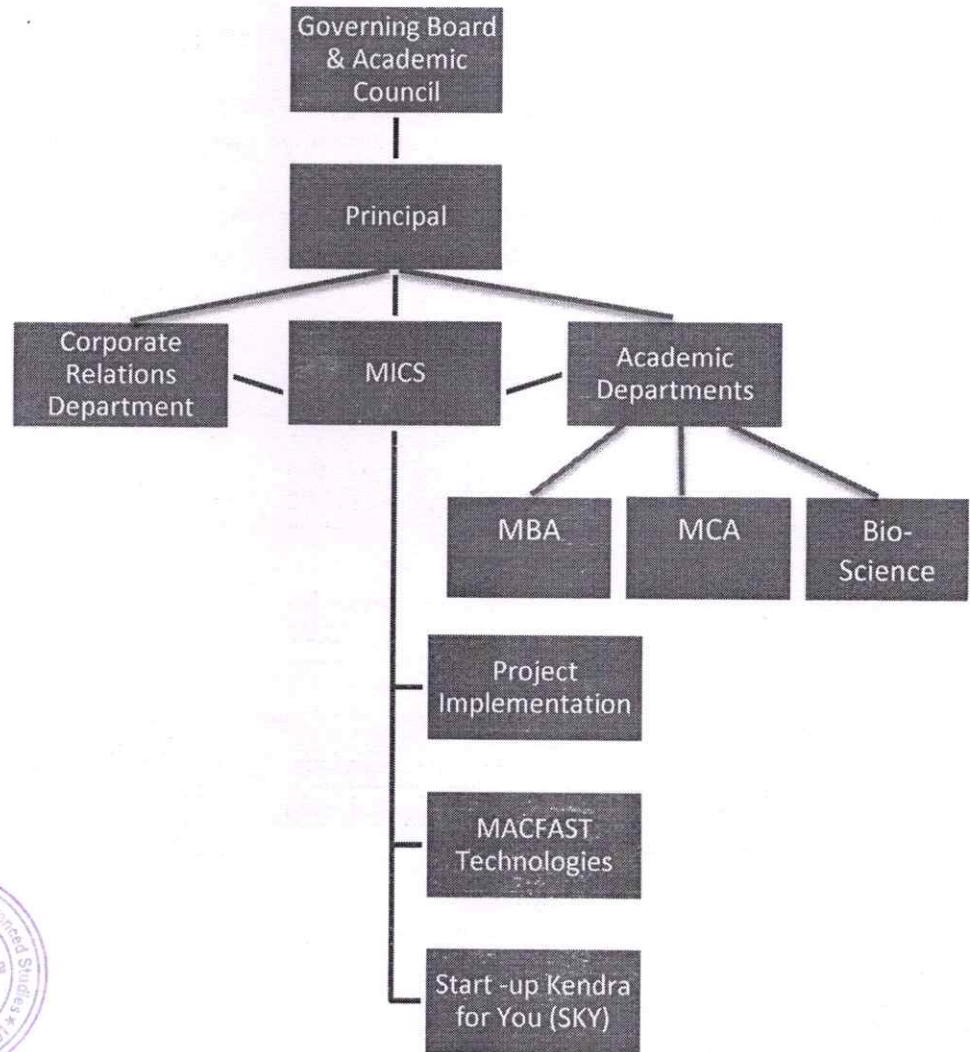 Governing Board
& Academic
Council
Principal
Corporate
Relations
Department
MICS
Academic
Departments
MBA
MCA
Bio-
Science
Project
Implementation
MACFAST
Technologies
Start -up Kendra
for You (SKY)
Studies *